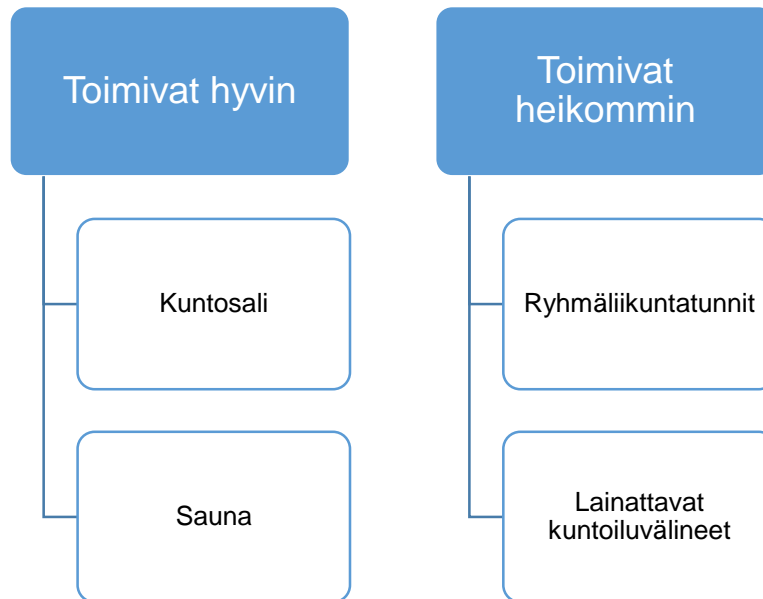 Toimivat hyvin
Kuntosali
Sauna
Toimivat
heikommin
Ryhmäliikuntatunnit
Lainattavat
kuntoiluvälineet